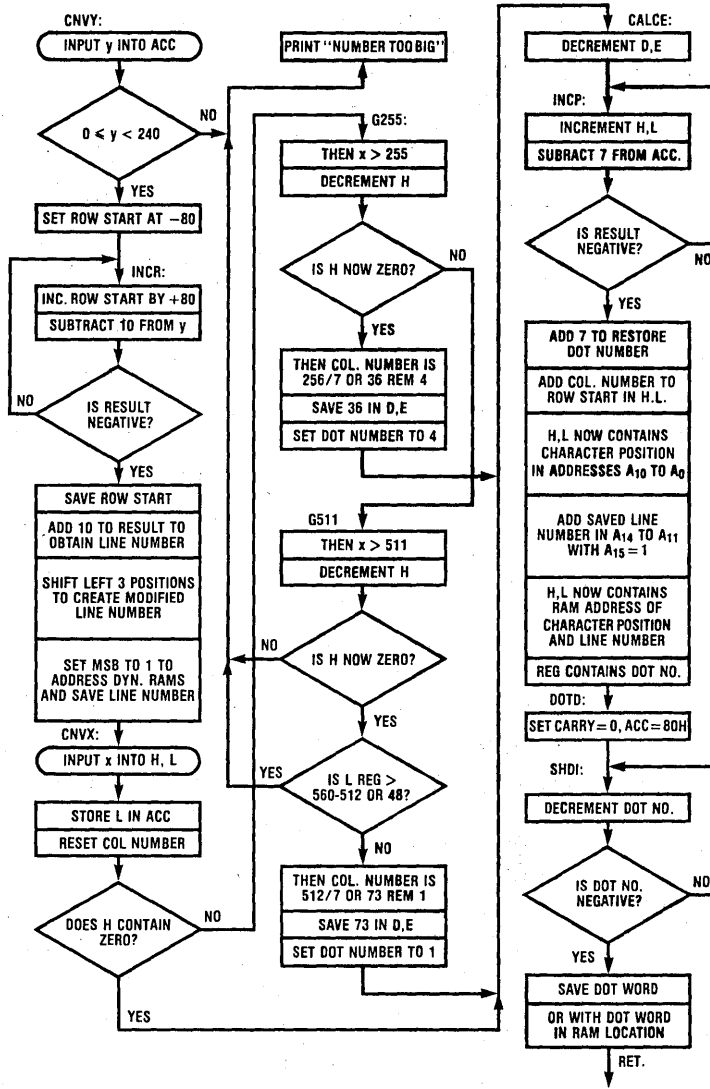 CNVY:
INPUT y INTO ACC
0 ≤ y < 240
NO
YES
SET ROW START AT −80
INCR:
INC. ROW START BY +80
SUBTRACT 10 FROM y
IS RESULT
NEGATIVE?
NO
YES
SAVE ROW START
ADD 10 TO RESULT TO
OBTAIN LINE NUMBER
SHIFT LEFT 3 POSITIONS
TO CREATE MODIFIED
LINE NUMBER
SET MSB TO 1 TO
ADDRESS DYN. RAMS
AND SAVE LINE NUMBER
CNVX:
INPUT x INTO H, L
STORE L IN ACC
RESET COL NUMBER
DOES H CONTAIN
ZERO?
NO
YES
PRINT "NUMBER TOO BIG"
G255:
THEN x > 255
DECREMENT H
IS H NOW ZERO?
NO
YES
THEN COL. NUMBER IS
256/7 OR 36 REM 4
SAVE 36 IN D,E
SET DOT NUMBER TO 4
G511
THEN x > 511
DECREMENT H
NO
IS H NOW ZERO?
YES
YES
IS L REG >
560-512 OR 48?
NO
THEN COL. NUMBER IS
512/7 OR 73 REM 1
SAVE 73 IN D,E
SET DOT NUMBER TO 1
CALCE:
DECREMENT D,E
INCP:
INCREMENT H,L
SUBRACT 7 FROM ACC.
IS RESULT
NEGATIVE?
NO
YES
ADD 7 TO RESTORE
DOT NUMBER
ADD COL. NUMBER TO
ROW START IN H.L.
H,L NOW CONTAINS
CHARACTER POSITION
IN ADDRESSES A10 TO A0
ADD SAVED LINE
NUMBER IN A14 TO A11
WITH A15 = 1
H,L NOW CONTAINS
RAM ADDRESS OF
CHARACTER POSITION
AND LINE NUMBER
REG CONTAINS DOT NO.
DOTD:
SET CARRY = 0, ACC = 80H
SHDI:
DECREMENT DOT NO.
IS DOT NO.
NEGATIVE?
NO
YES
SAVE DOT WORD
OR WITH DOT WORD
IN RAM LOCATION
RET.